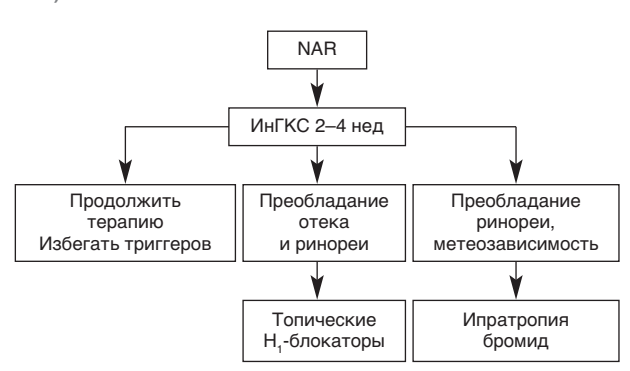 NAR
ИнГКС 2–4 нед
Продолжить
терапию
Избегать триггеров
Преобладание
отека
и ринореи
Преобладание
ринореи,
метеозависимость
Топические
H₁-блокаторы
Ипратропия
бромид